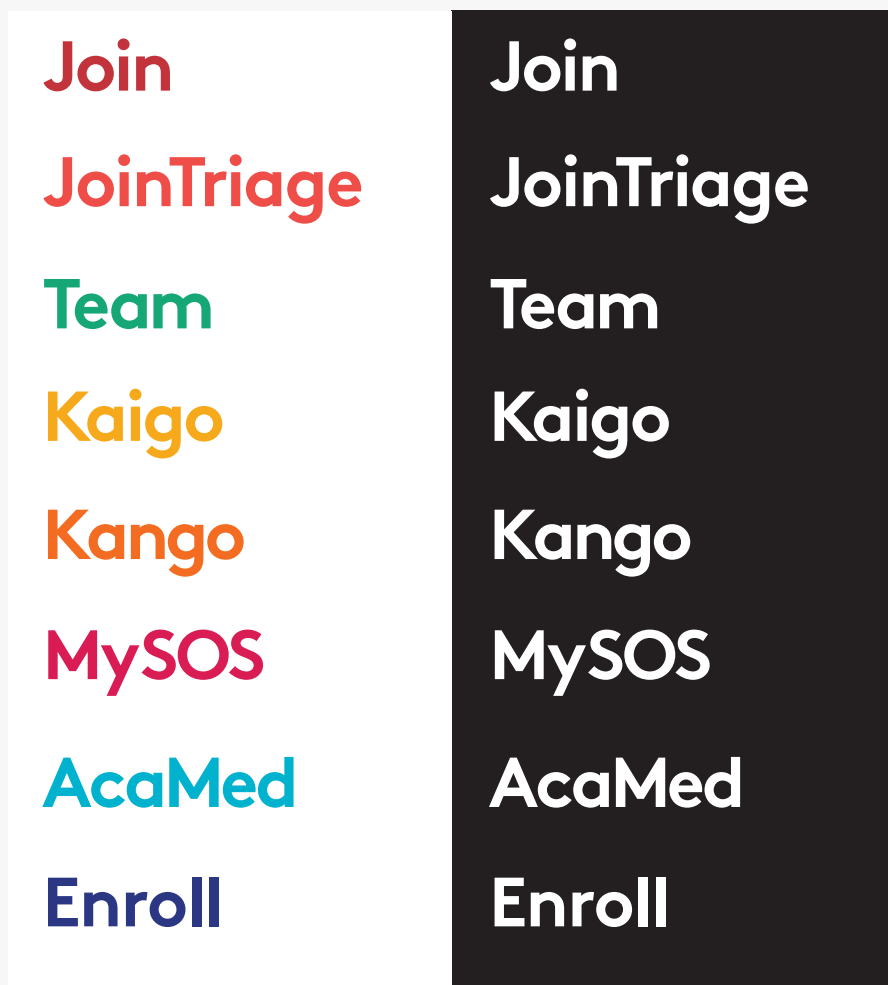 Join
JoinTriage
Team
Kaigo
Kango
MySOS
AcaMed
Enroll
Join
JoinTriage
Team
Kaigo
Kango
MySOS
AcaMed
Enroll